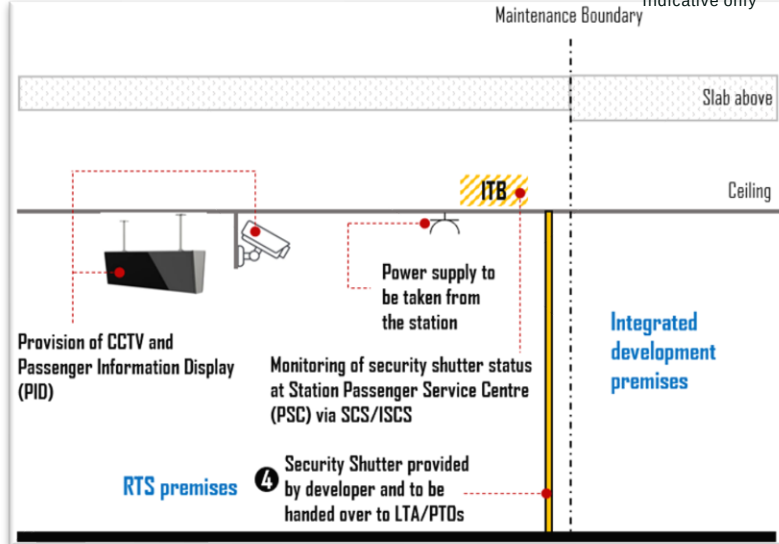 Indicative only
Maintenance Boundary
Slab above
ITB
Ceiling
Power supply to
be taken from
the station
Provision of CCTV and
Passenger Information Display
(PID)
Monitoring of security shutter status
at Station Passenger Service Centre
(PSC) via SCS/ISCS
Integrated
development
premises
RTS premises
4 Security Shutter provided
by developer and to be
handed over to LTA/PTOs